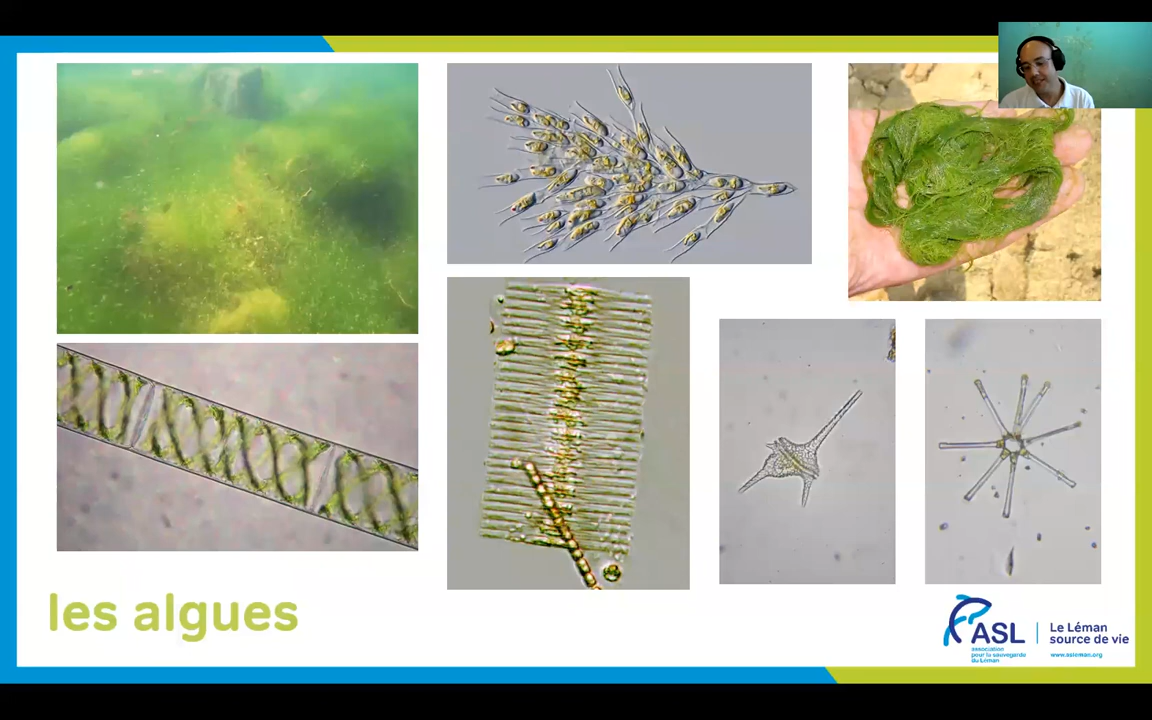 les algues
ASL
association
pour la sauvegarde
du Léman
Le Léman
source de vie
www.asleman.org